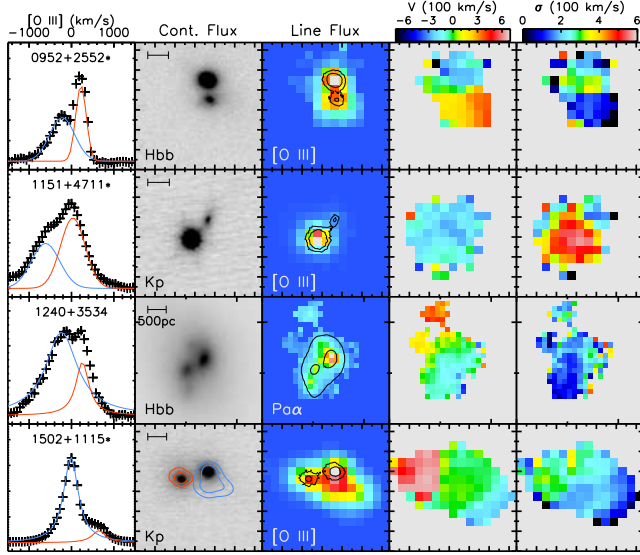 [O III] (km/s)
−1000 0 1000
Cont. Flux
Line Flux
V (100 km/s)
−6 −3 0 3 6
σ (100 km/s)
0 2 4 6
0952+2552*
Hbb
[O III]
1151+4711*
Kp
[O III]
1240+3534
500pc
Hbb
Paα
1502+1115*
Kp
[O III]